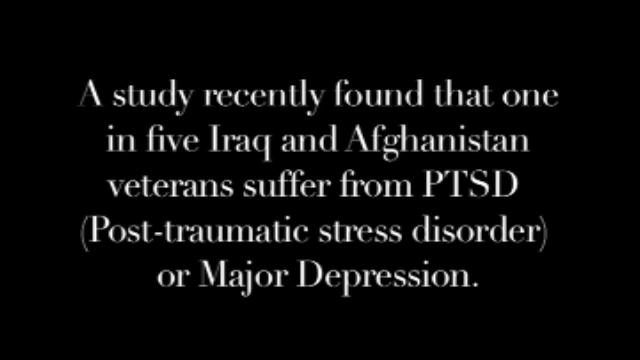 A study recently found that one
in five Iraq and Afghanistan
veterans suffer from PTSD
(Post-traumatic stress disorder)
or Major Depression.